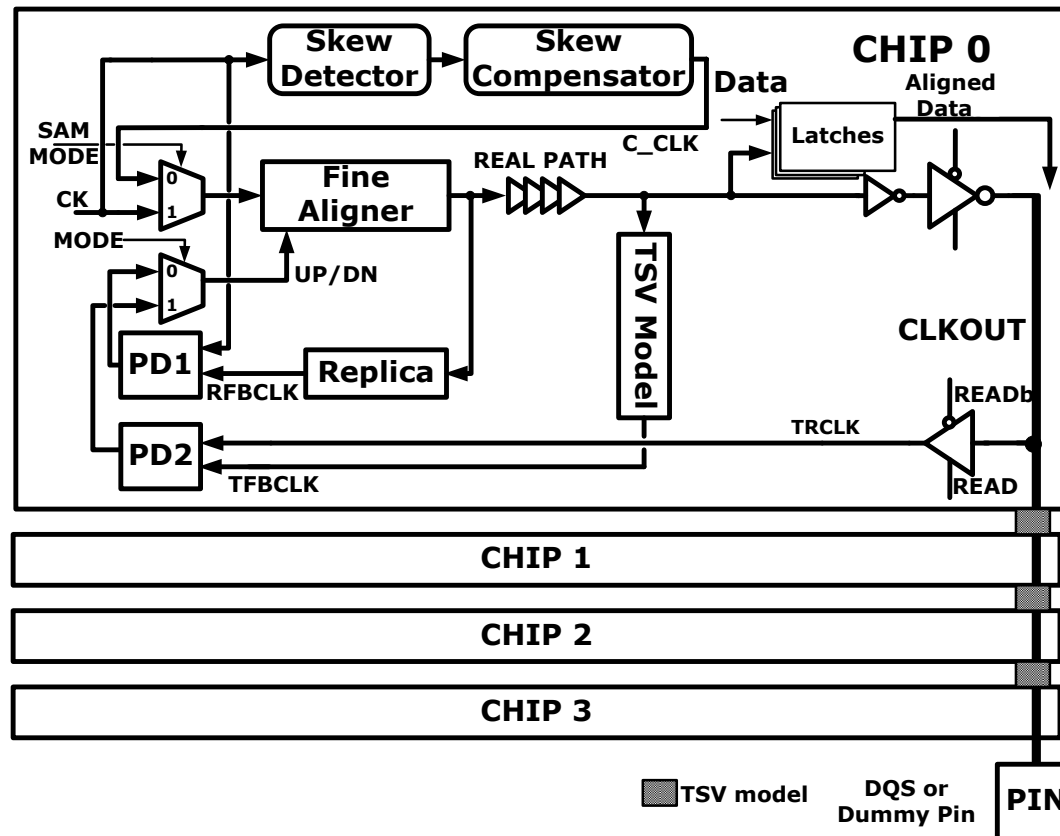 Skew
Detector
Skew
Compensator
CHIP 0
Data
Aligned
Data
SAM
MODE
C_CLK
Latches
REAL PATH
0
1
CK
Fine
Aligner
MODE
0
1
UP/DN
TSV Model
CLKOUT
PD1
Replica
RFBCLK
READb
PD2
TRCLK
TFBCLK
READ
CHIP 1
CHIP 2
CHIP 3
TSV model
DQS or
Dummy Pin
PIN